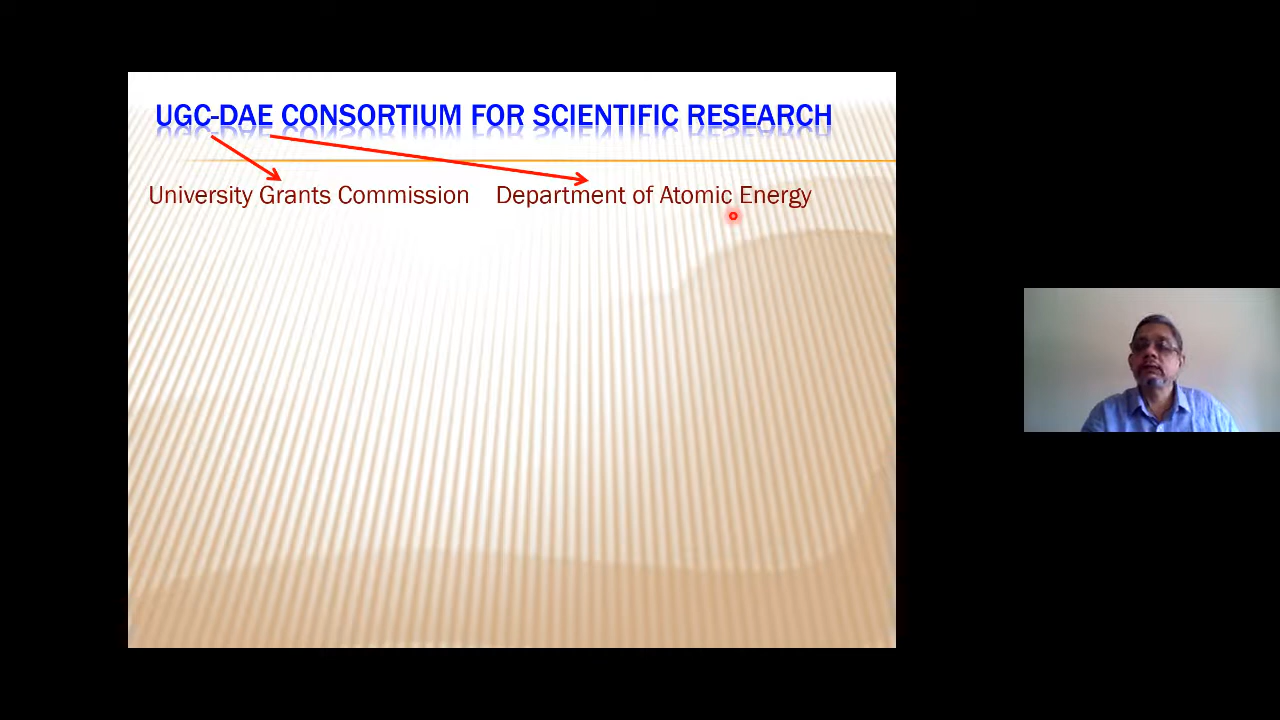 UGC-DAE CONSORTIUM FOR SCIENTIFIC RESEARCH
University Grants Commission Department of Atomic Energy